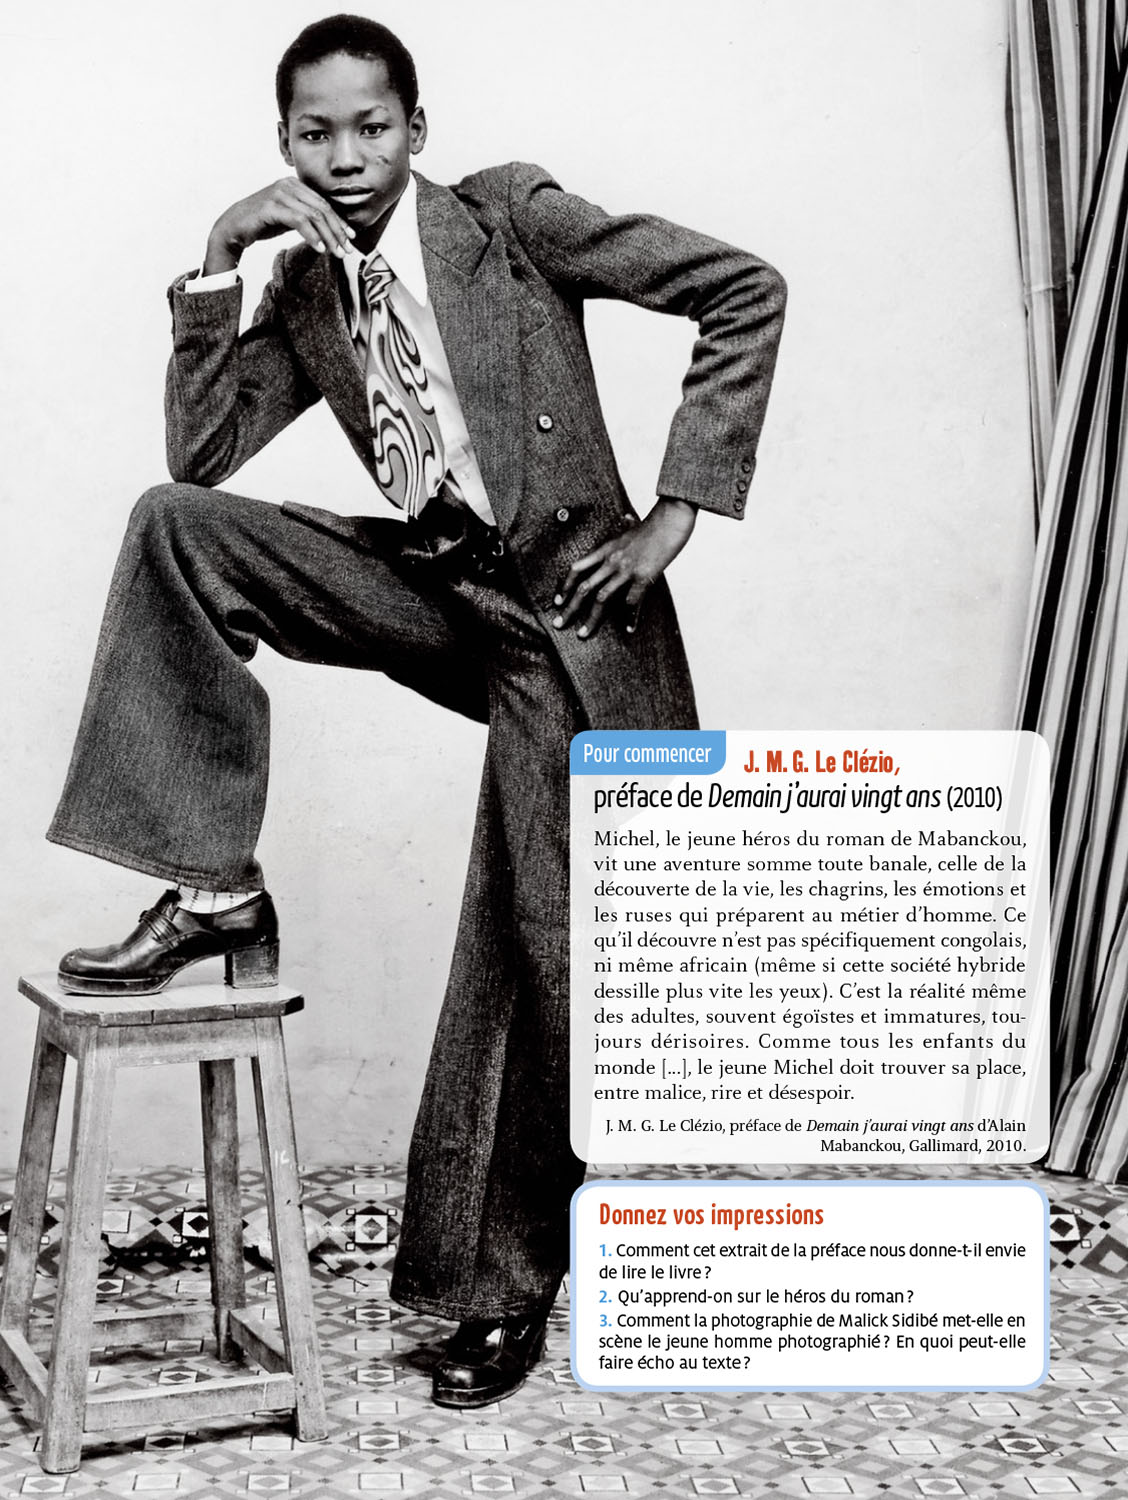 Pour commencer
J. M. G. Le Clézio,
préface de Demain j'aurai vingt ans (2010)
Michel, le jeune héros du roman de Mabanckou,
vit une aventure somme toute banale, celle de la
découverte de la vie, les chagrins, les émotions et
les ruses qui préparent au métier d'homme. Ce
qu'il découvre n'est pas spécifiquement congolais,
ni même africain (même si cette société hybride
dessille plus vite les yeux). C'est la réalité même
des adultes, souvent égoïstes et immatures, tou-
jours dérisoires. Comme tous les enfants du
monde [...], le jeune Michel doit trouver sa place,
entre malice, rire et désespoir.
J. M. G. Le Clézio, préface de Demain j'aurai vingt ans d'Alain
Mabanckou, Gallimard, 2010.
Donnez vos impressions
1. Comment cet extrait de la préface nous donne-t-il envie
de lire le livre ?
2. Qu'apprend-on sur le héros du roman ?
3. Comment la photographie de Malick Sidibé met-elle en
scène le jeune homme photographié ? En quoi peut-elle
faire écho au texte ?